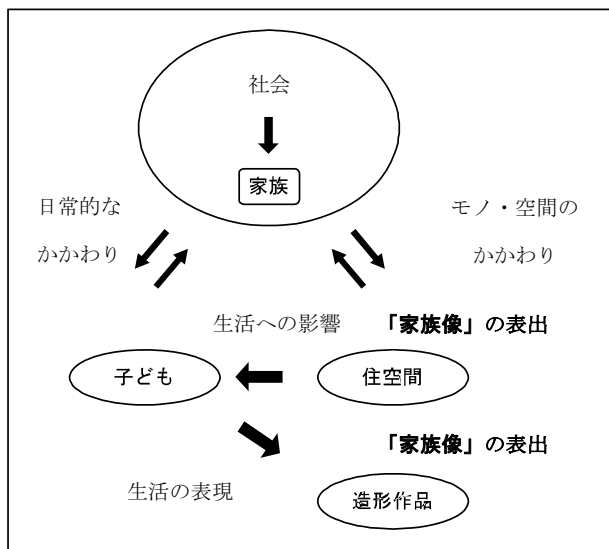 社会
家族
日常的な
かかわり
モノ・空間の
かかわり
生活への影響
「家族像」の表出
子ども
住空間
「家族像」の表出
生活の表現
造形作品